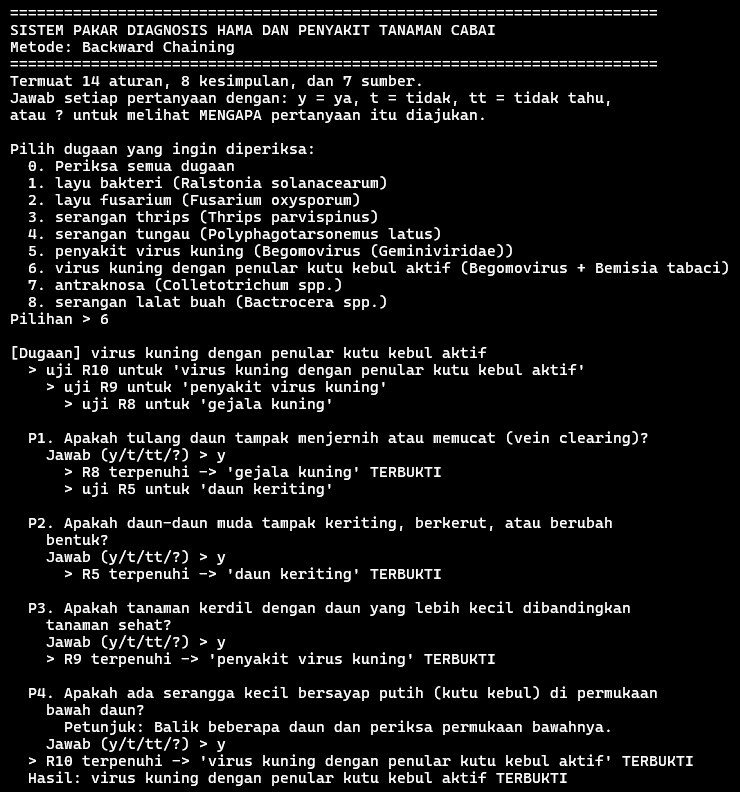 ========================================================================
SISTEM PAKAR DIAGNOSIS HAMA DAN PENYAKIT TANAMAN CABAI
Metode: Backward Chaining
========================================================================
Termuat 14 aturan, 8 kesimpulan, dan 7 sumber.
Jawab setiap pertanyaan dengan: y = ya, t = tidak, tt = tidak tahu,
atau ? untuk melihat MENGAPA pertanyaan itu diajukan.

Pilih dugaan yang ingin diperiksa:
  0. Periksa semua dugaan
  1. layu bakteri (Ralstonia solanacearum)
  2. layu fusarium (Fusarium oxysporum)
  3. serangan thrips (Thrips parvispinus)
  4. serangan tungau (Polyphagotarsonemus latus)
  5. penyakit virus kuning (Begomovirus (Geminiviridae))
  6. virus kuning dengan penular kutu kebul aktif (Begomovirus + Bemisia tabaci)
  7. antraknosa (Colletotrichum spp.)
  8. serangan lalat buah (Bactrocera spp.)
Pilihan > 6

[Dugaan] virus kuning dengan penular kutu kebul aktif
  > uji R10 untuk 'virus kuning dengan penular kutu kebul aktif'
    > uji R9 untuk 'penyakit virus kuning'
      > uji R8 untuk 'gejala kuning'

  P1. Apakah tulang daun tampak menjernih atau memucat (vein clearing)?
    Jawab (y/t/tt/?) > y
      > R8 terpenuhi -> 'gejala kuning' TERBUKTI
      > uji R5 untuk 'daun keriting'

  P2. Apakah daun-daun muda tampak keriting, berkerut, atau berubah
    bentuk?
    Jawab (y/t/tt/?) > y
      > R5 terpenuhi -> 'daun keriting' TERBUKTI

  P3. Apakah tanaman kerdil dengan daun yang lebih kecil dibandingkan
    tanaman sehat?
    Jawab (y/t/tt/?) > y
    > R9 terpenuhi -> 'penyakit virus kuning' TERBUKTI

  P4. Apakah ada serangga kecil bersayap putih (kutu kebul) di permukaan
    bawah daun?
      Petunjuk: Balik beberapa daun dan periksa permukaan bawahnya.
    Jawab (y/t/tt/?) > y
  > R10 terpenuhi -> 'virus kuning dengan penular kutu kebul aktif' TERBUKTI
  Hasil: virus kuning dengan penular kutu kebul aktif TERBUKTI